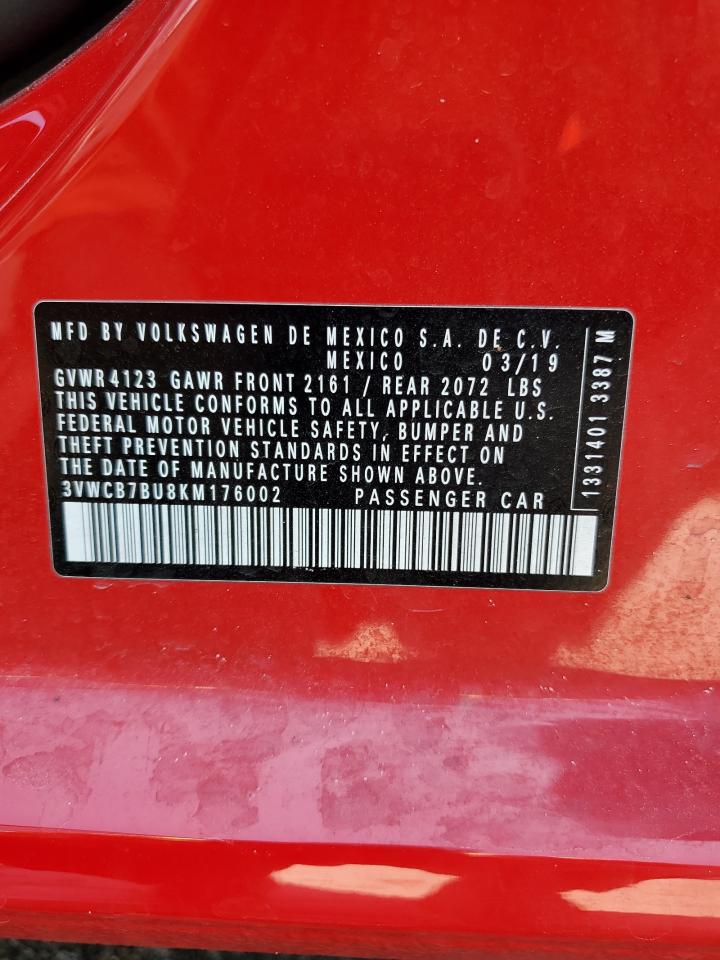 MFD BY VOLKSWAGEN DE MEXICO S.A. DE C.V.
MEXICO 03/19
GVWR 4123 GAWR FRONT 2161 / REAR 2072 LBS
THIS VEHICLE CONFORMS TO ALL APPLICABLE U.S.
FEDERAL MOTOR VEHICLE SAFETY, BUMPER AND
THEFT PREVENTION STANDARDS IN EFFECT ON
THE DATE OF MANUFACTURE SHOWN ABOVE.
3VWCB7BU8KM176002 PASSENGER CAR
1331401 3387 M